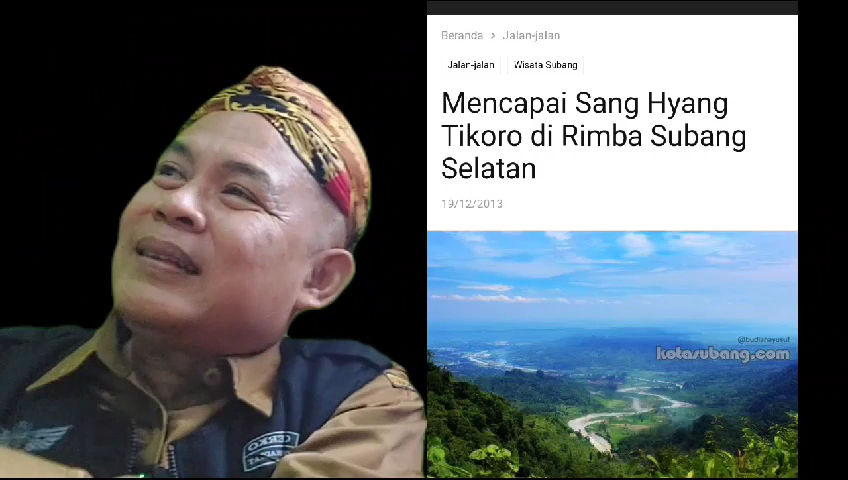 Beranda > Jalan-jalan
Jalan-jalan Wisata Subang
Mencapai Sang Hyang
Tikoro di Rimba Subang
Selatan
19/12/2013
@budianayusuf
kotasubang.com